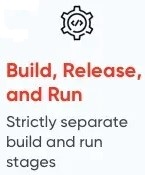 Build, Release,
and Run
Strictly separate
build and run
stages